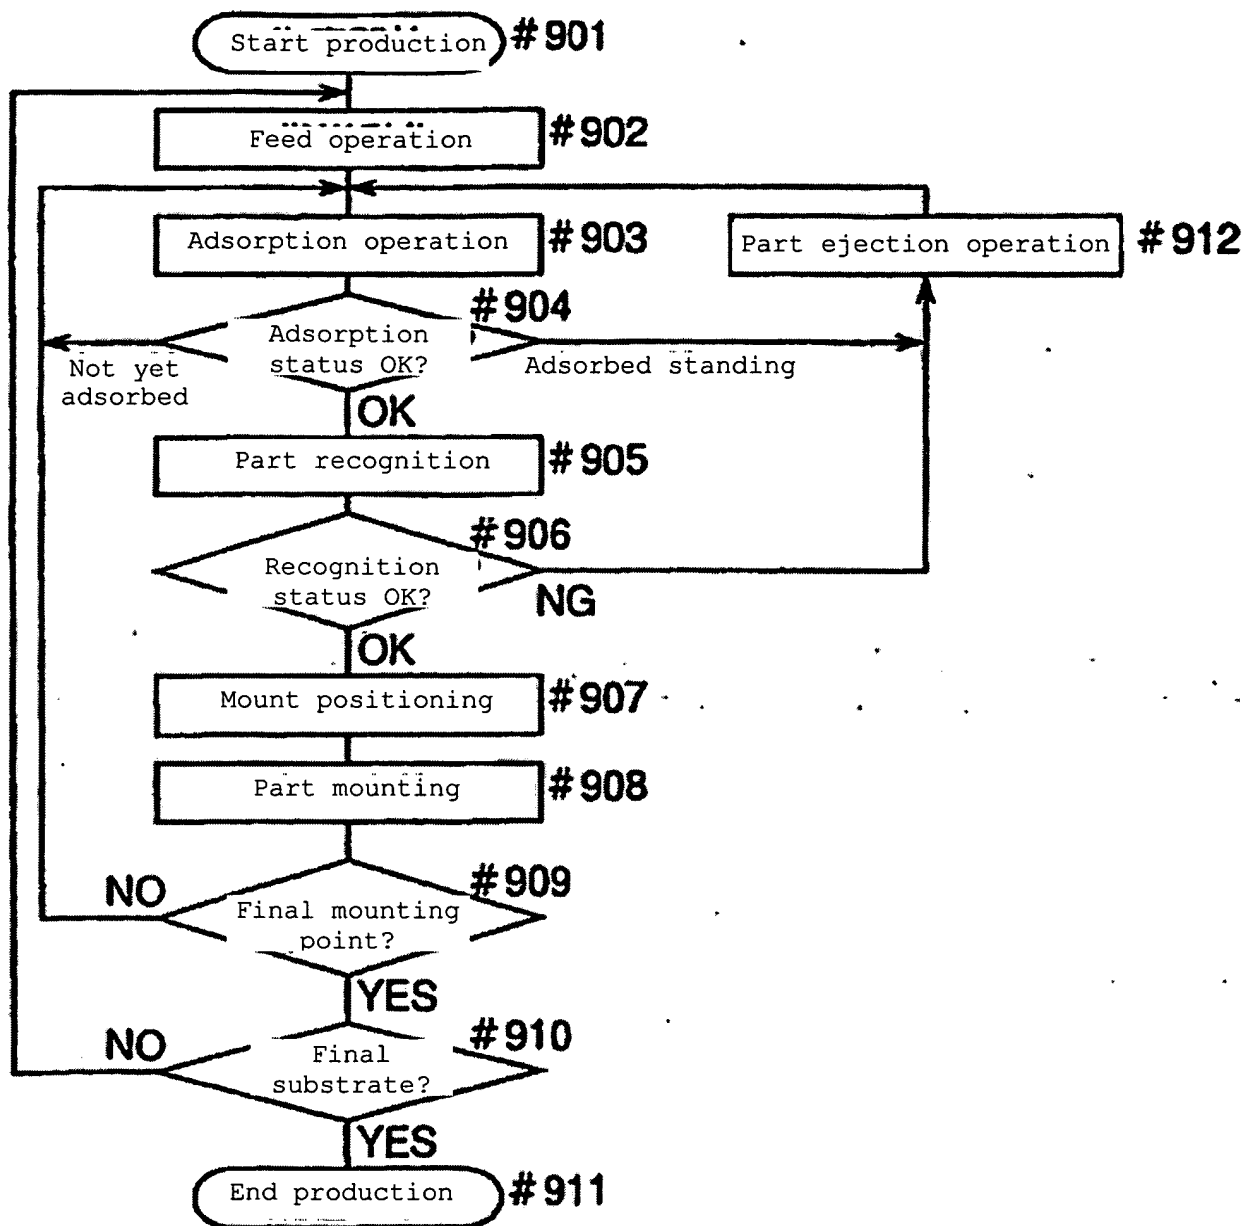 Start production #901
Feed operation #902
Adsorption operation #903
Part ejection operation #912
#904
Adsorption
status OK?
Not yet
adsorbed
Adsorbed standing
OK
Part recognition #905
#906
Recognition
status OK?
NG
OK
Mount positioning #907
Part mounting #908
#909
NO
Final mounting
point?
YES
#910
NO
Final
substrate?
YES
End production #911